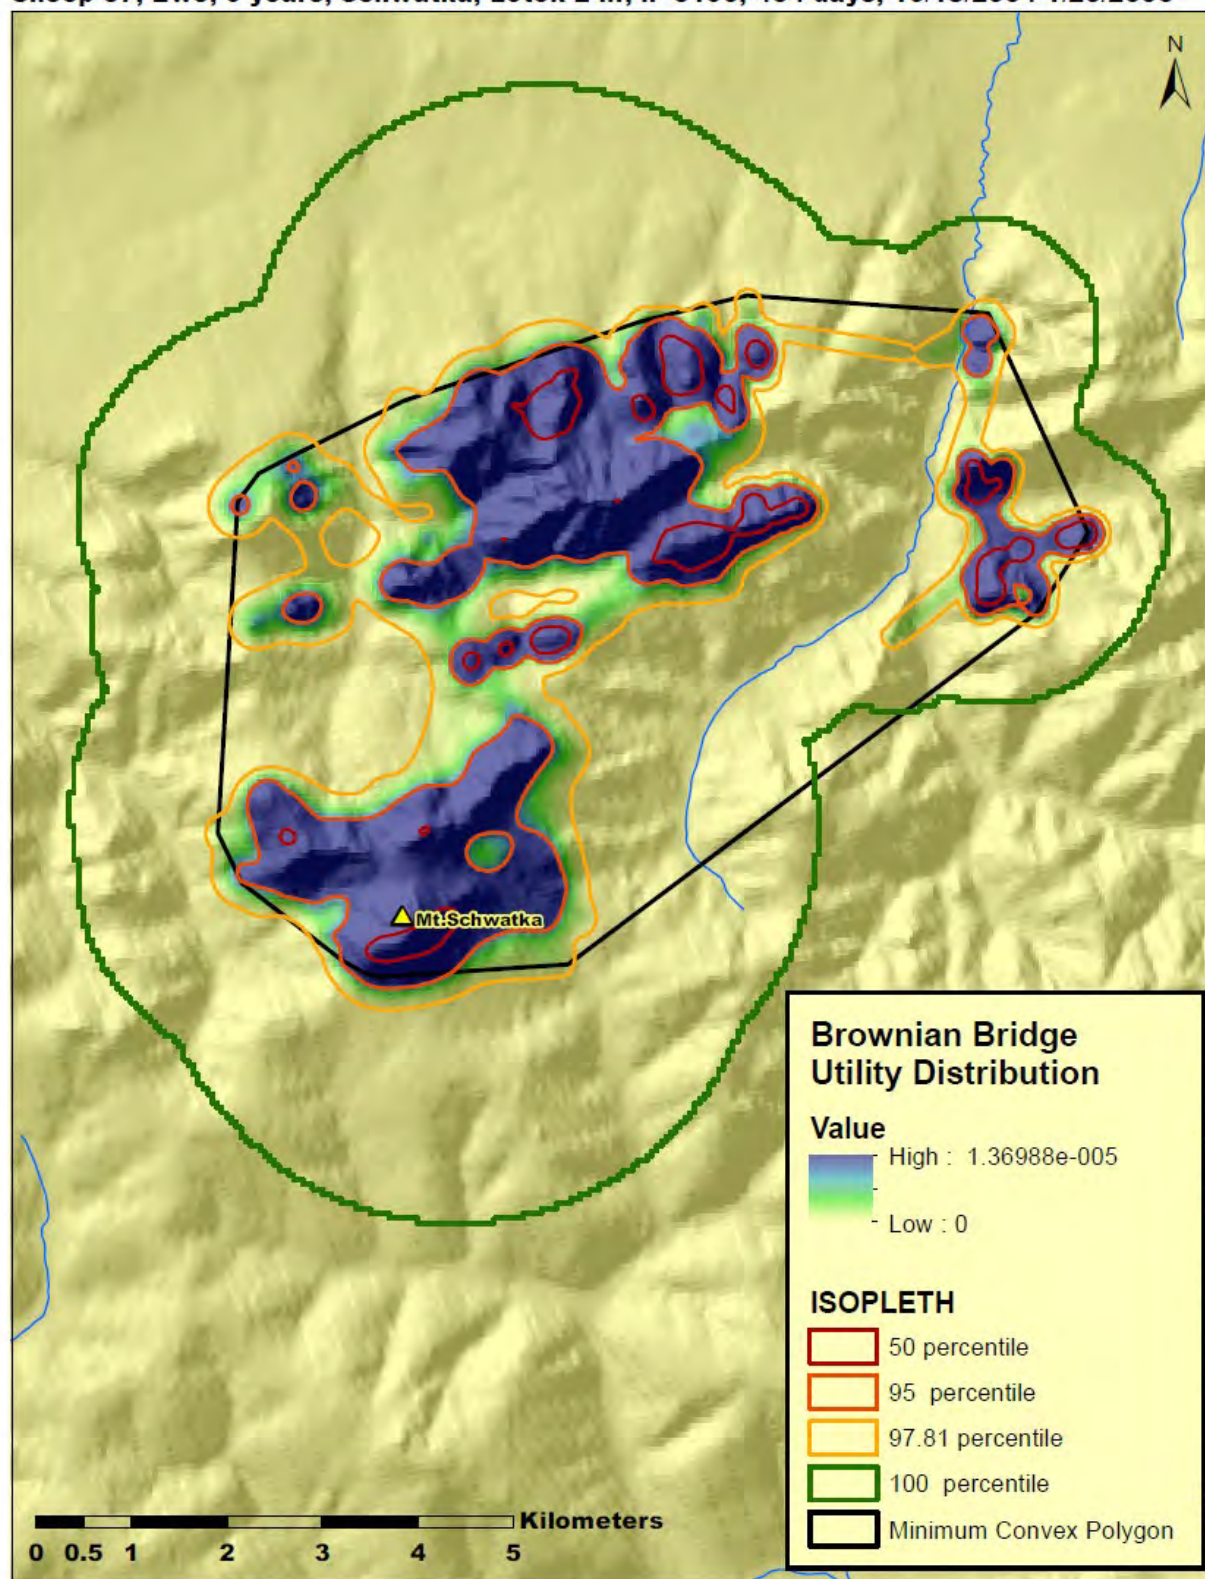 N
Mt.Schwatka
Brownian Bridge
Utility Distribution
Value
High : 1.36988e-005
Low : 0
ISOPLETH
50 percentile
95 percentile
97.81 percentile
100 percentile
Minimum Convex Polygon
Kilometers
0 0.5 1 2 3 4 5